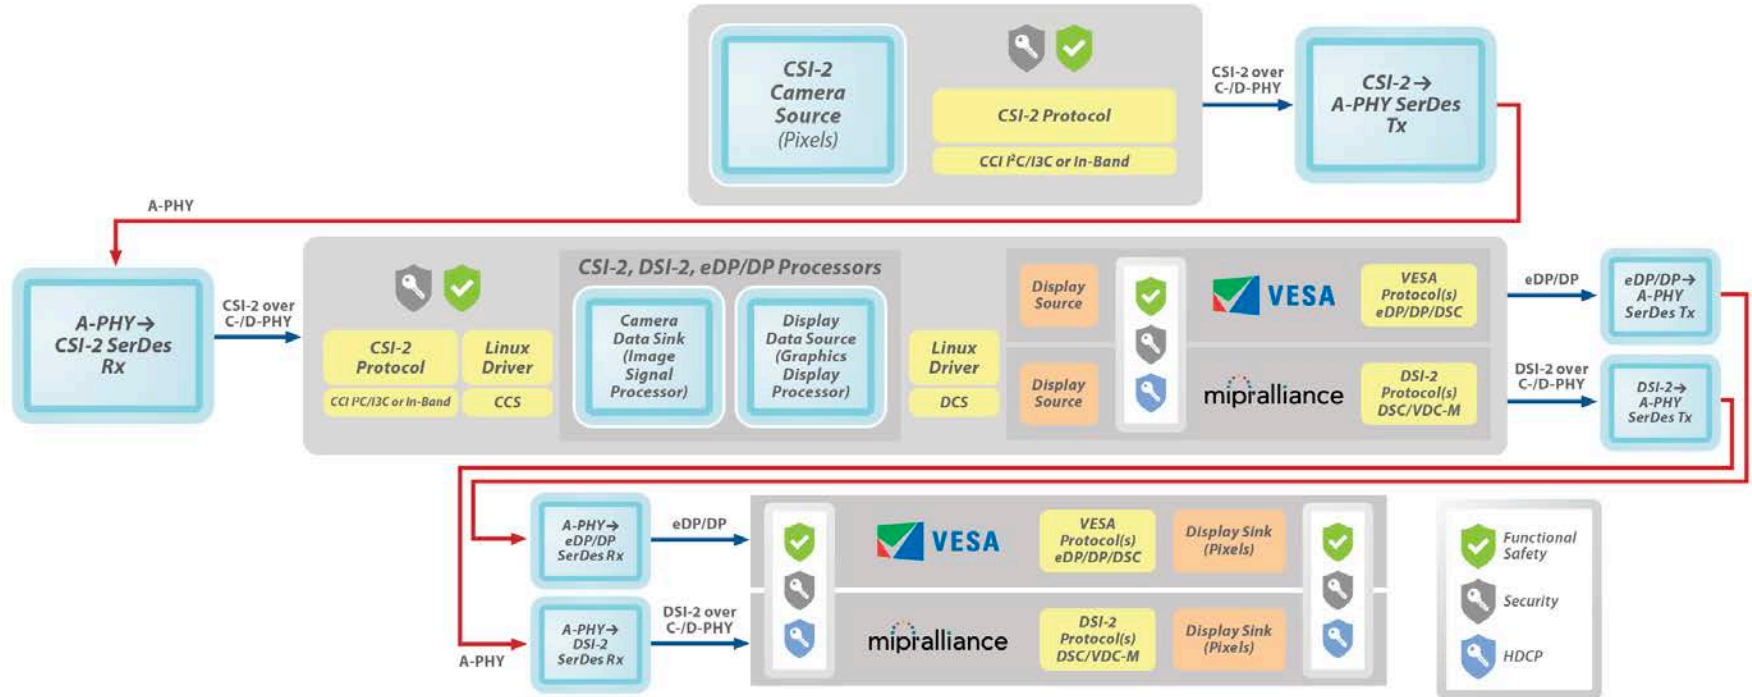 CSI-2
Camera
Source
(Pixels)
CSI-2 Protocol
CCI I²C/I3C or In-Band
CSI-2 over
C-/D-PHY
CSI-2→
A-PHY SerDes
Tx
A-PHY
A-PHY→
CSI-2 SerDes
Rx
CSI-2 over
C-/D-PHY
CSI-2
Protocol
CCI I²C/I3C or In-Band
Linux
Driver
CCS
CSI-2, DSI-2, eDP/DP Processors
Camera
Data Sink
(Image
Signal
Processor)
Display
Data Source
(Graphics
Display
Processor)
Linux
Driver
DCS
Display
Source
VESA
VESA
Protocol(s)
eDP/DP/DSC
Display
Source
mipi alliance
DSI-2
Protocol(s)
DSC/VDC-M
eDP/DP
eDP/DP→
A-PHY
SerDes Tx
DSI-2 over
C-/D-PHY
DSI-2→
A-PHY
SerDes Tx
A-PHY→
eDP/DP
SerDes Rx
eDP/DP
VESA
VESA
Protocol(s)
eDP/DP/DSC
Display Sink
(Pixels)
A-PHY
A-PHY→
DSI-2
SerDes Rx
DSI-2 over
C-/D-PHY
mipi alliance
DSI-2
Protocol(s)
DSC/VDC-M
Display Sink
(Pixels)
Functional
Safety
Security
HDCP